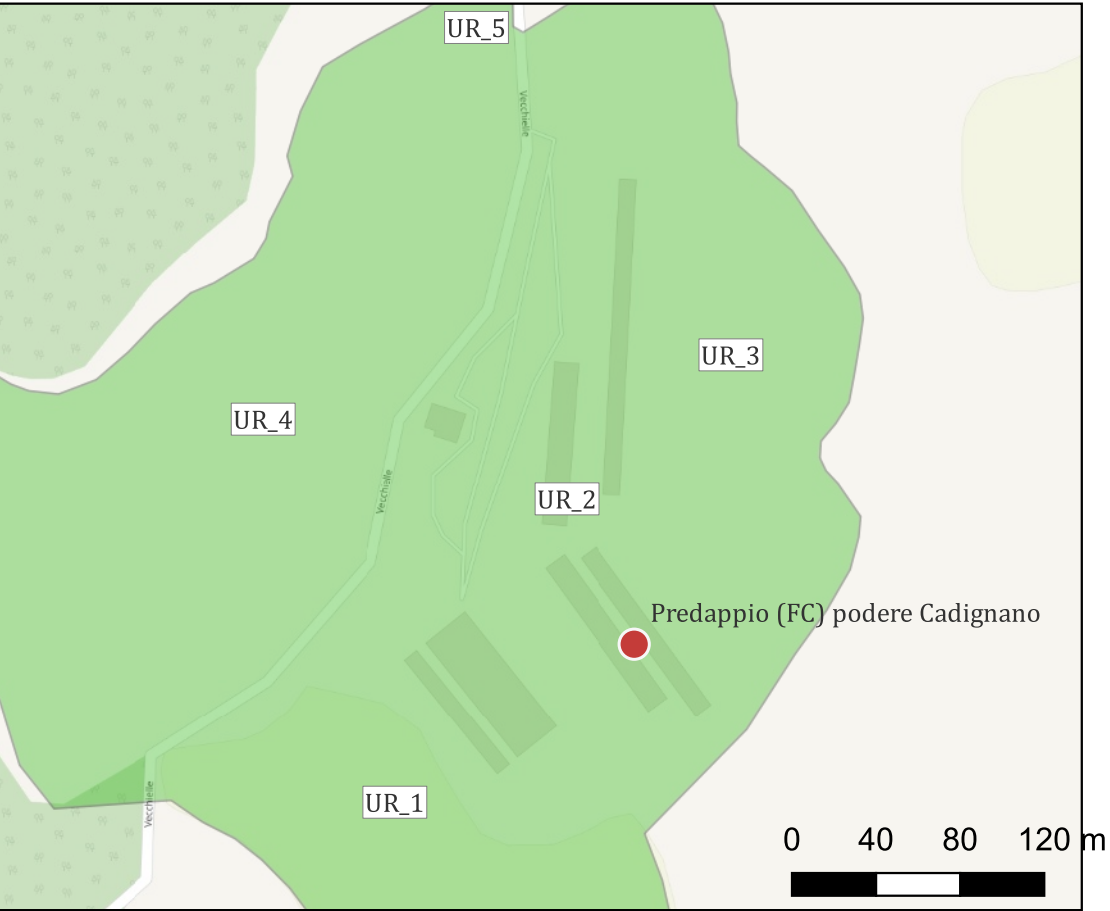 UR_5
Vecchielle
UR_3
UR_4
Vecchielle
UR_2
Predappio (FC) podere Cadignano
UR_1
Vecchielle
0 40 80 120 m